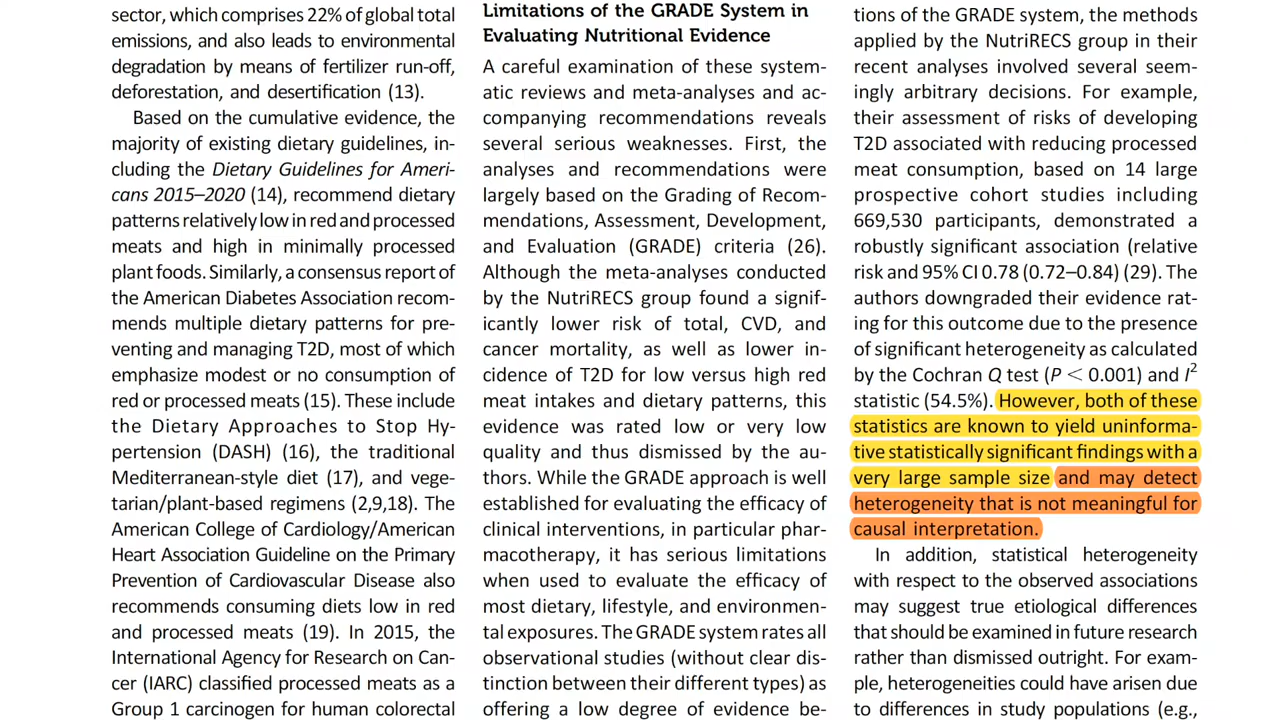 sector, which comprises 22% of global total
emissions, and also leads to environmental
degradation by means of fertilizer run-off,
deforestation, and desertification (13).
Based on the cumulative evidence, the
majority of existing dietary guidelines, in-
cluding the Dietary Guidelines for Ameri-
cans 2015–2020 (14), recommend dietary
patterns relatively low in red and processed
meats and high in minimally processed
plant foods. Similarly, a consensus report of
the American Diabetes Association recom-
mends multiple dietary patterns for pre-
venting and managing T2D, most of which
emphasize modest or no consumption of
red or processed meats (15). These include
the Dietary Approaches to Stop Hy-
pertension (DASH) (16), the traditional
Mediterranean-style diet (17), and vege-
tarian/plant-based regimens (2,9,18). The
American College of Cardiology/American
Heart Association Guideline on the Primary
Prevention of Cardiovascular Disease also
recommends consuming diets low in red
and processed meats (19). In 2015, the
International Agency for Research on Can-
cer (IARC) classified processed meats as a
Group 1 carcinogen for human colorectal
Limitations of the GRADE System in
Evaluating Nutritional Evidence
A careful examination of these system-
atic reviews and meta-analyses and ac-
companying recommendations reveals
several serious weaknesses. First, the
analyses and recommendations were
largely based on the Grading of Recom-
mendations, Assessment, Development,
and Evaluation (GRADE) criteria (26).
Although the meta-analyses conducted
by the NutriRECS group found a signif-
icantly lower risk of total, CVD, and
cancer mortality, as well as lower in-
cidence of T2D for low versus high red
meat intakes and dietary patterns, this
evidence was rated low or very low
quality and thus dismissed by the au-
thors. While the GRADE approach is well
established for evaluating the efficacy of
clinical interventions, in particular phar-
macotherapy, it has serious limitations
when used to evaluate the efficacy of
most dietary, lifestyle, and environmen-
tal exposures. The GRADE system rates all
observational studies (without clear dis-
tinction between their different types) as
offering a low degree of evidence be-
tions of the GRADE system, the methods
applied by the NutriRECS group in their
recent analyses involved several seem-
ingly arbitrary decisions. For example,
their assessment of risks of developing
T2D associated with reducing processed
meat consumption, based on 14 large
prospective cohort studies including
669,530 participants, demonstrated a
robustly significant association (relative
risk and 95% CI 0.78 (0.72–0.84) (29). The
authors downgraded their evidence rat-
ing for this outcome due to the presence
of significant heterogeneity as calculated
by the Cochran Q test (P < 0.001) and I²
statistic (54.5%). However, both of these
statistics are known to yield uninforma-
tive statistically significant findings with a
very large sample size and may detect
heterogeneity that is not meaningful for
causal interpretation.
In addition, statistical heterogeneity
with respect to the observed associations
may suggest true etiological differences
that should be examined in future research
rather than dismissed outright. For exam-
ple, heterogeneities could have arisen due
to differences in study populations (e.g.,